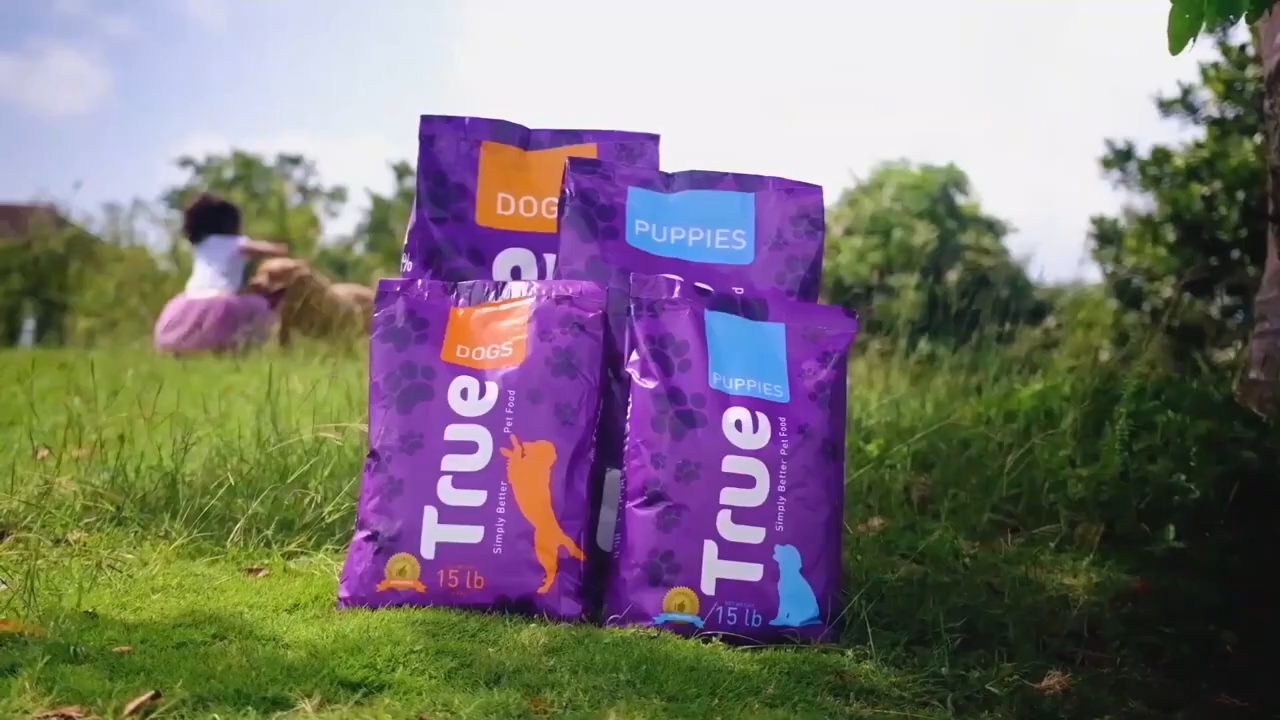 DOG
PUPPIES
%
DOGS
True
Simply Better Pet Food
15 lb
PUPPIES
True
Simply Better Pet Food
15 lb